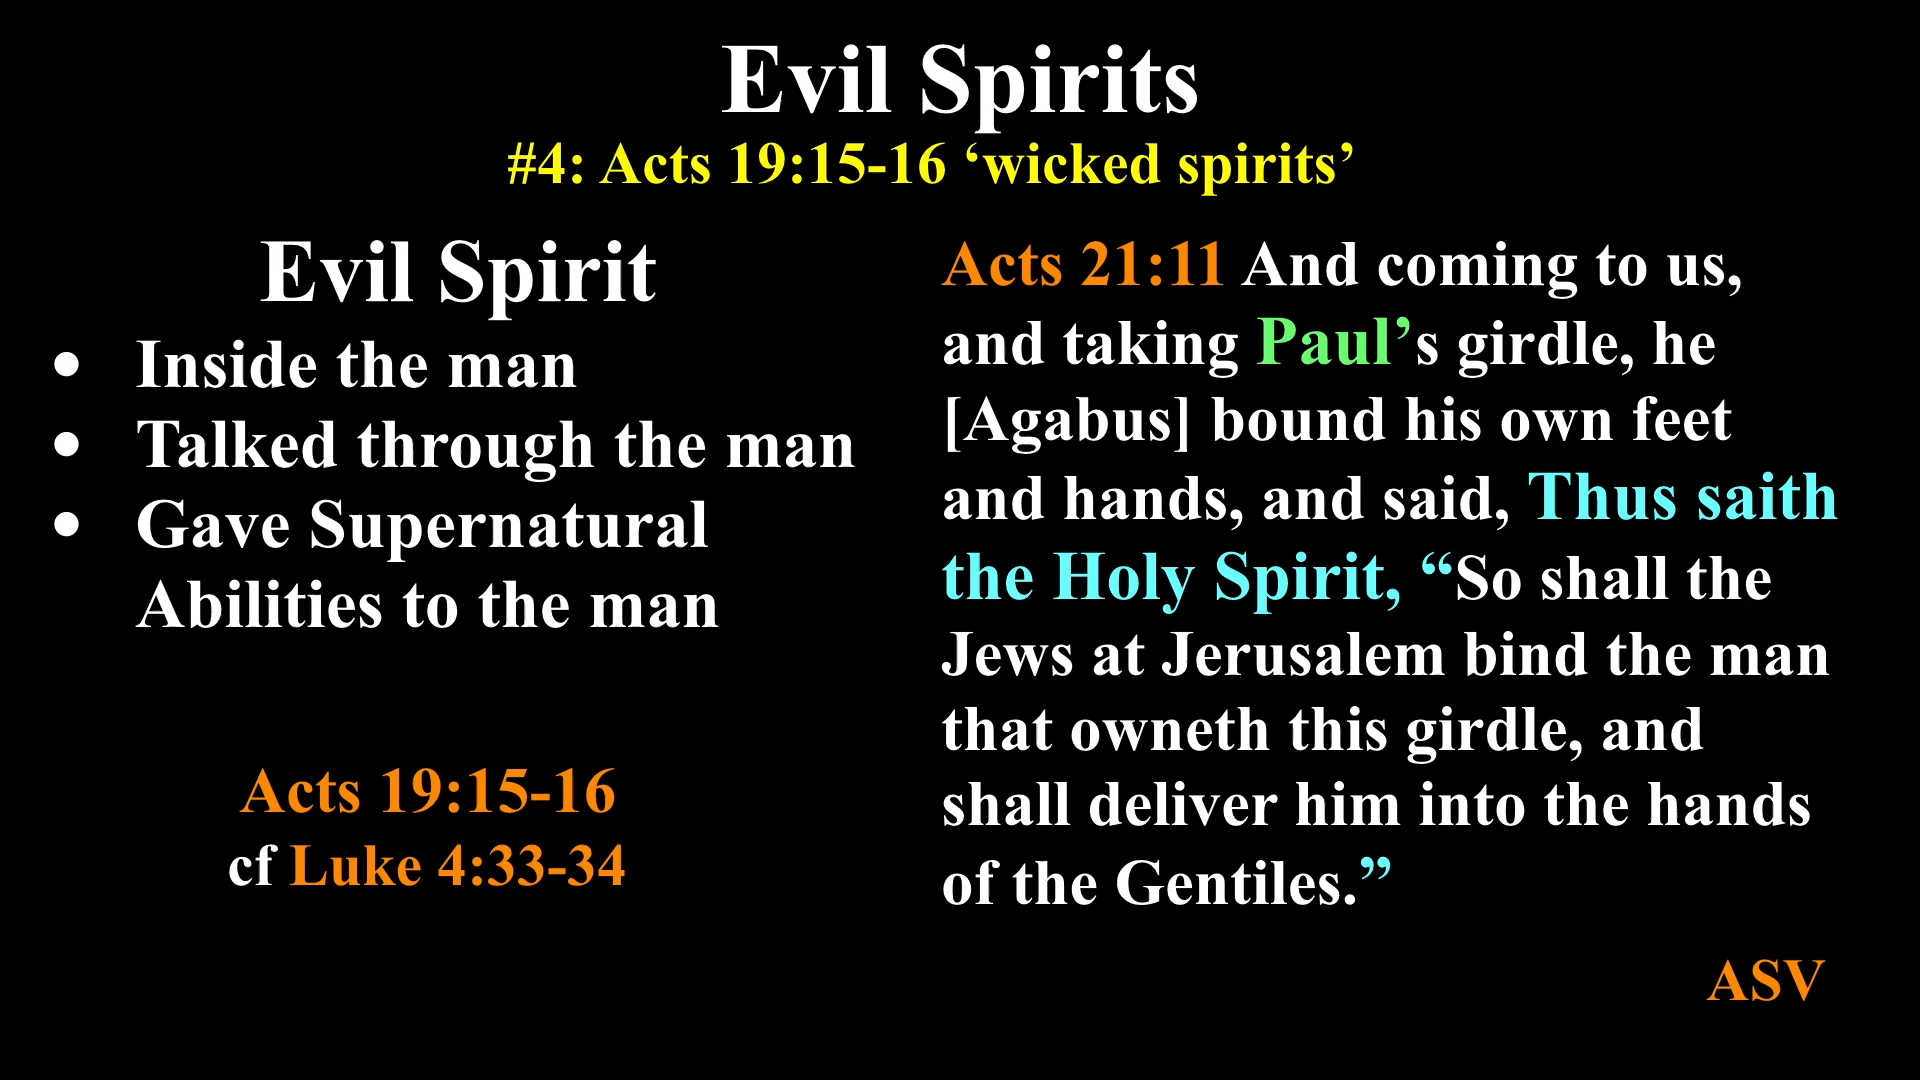 Evil Spirits
#4: Acts 19:15-16 ‘wicked spirits’
Evil Spirit
• Inside the man
• Talked through the man
• Gave Supernatural
Abilities to the man
Acts 19:15-16
cf Luke 4:33-34
Acts 21:11 And coming to us,
and taking Paul’s girdle, he
[Agabus] bound his own feet
and hands, and said, Thus saith
the Holy Spirit, “So shall the
Jews at Jerusalem bind the man
that owneth this girdle, and
shall deliver him into the hands
of the Gentiles.”
ASV